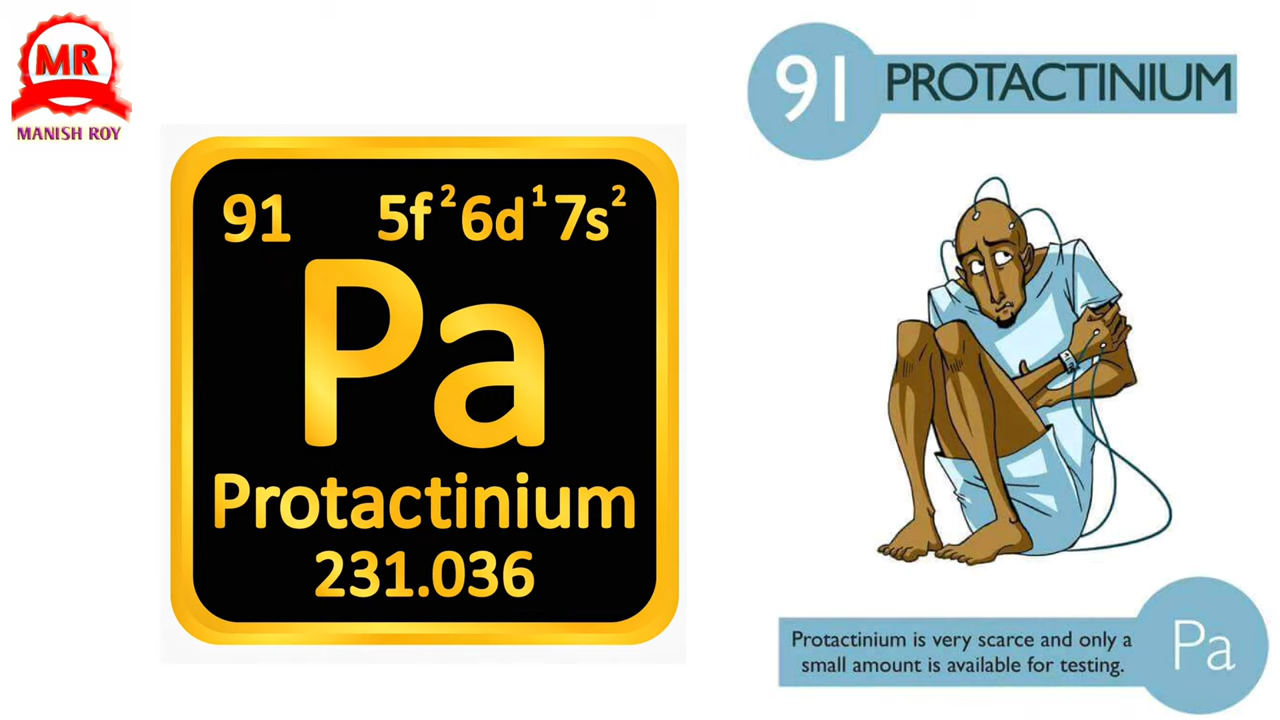 MR
MANISH ROY
91 5f²6d¹7s²
Pa
Protactinium
231.036
91 PROTACTINIUM
Protactinium is very scarce and only a
small amount is available for testing.
Pa